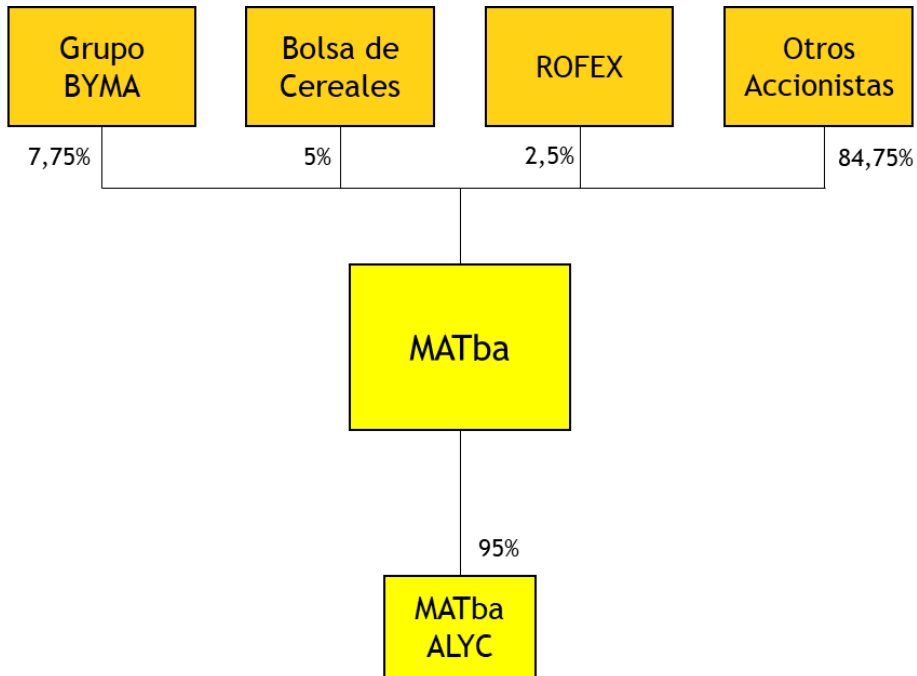 Grupo
BYMA
Bolsa de
Cereales
ROFEX
Otros
Accionistas
7,75%
5%
2,5%
84,75%
MATba
95%
MATba
ALYC